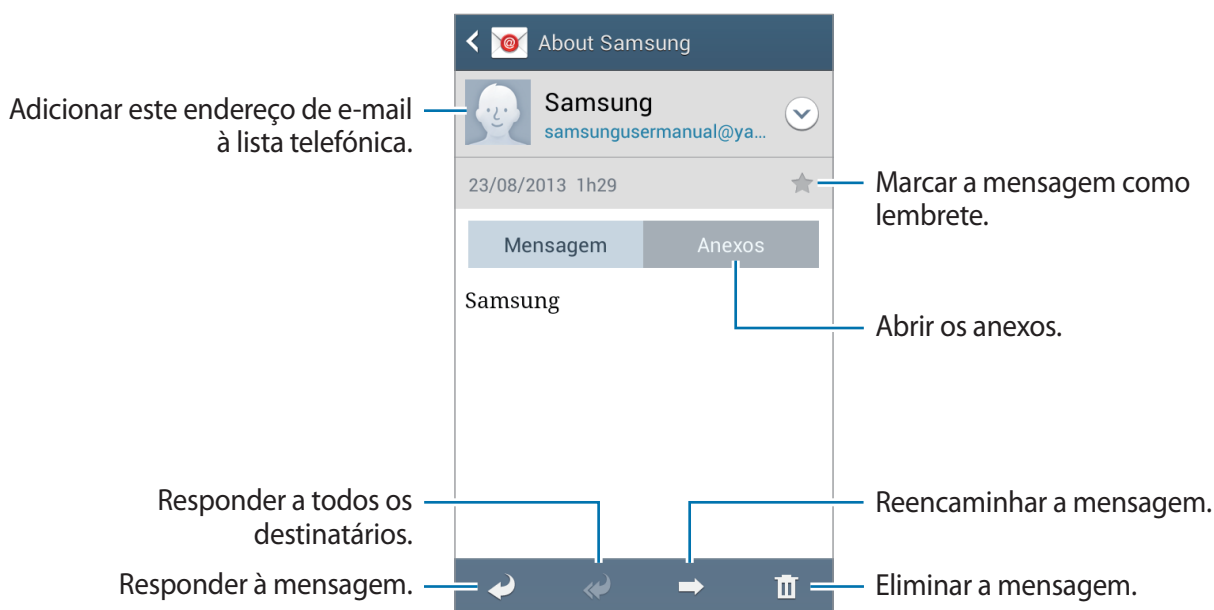 About Samsung
Adicionar este endereço de e-mail
à lista telefónica.
Samsung
samsungusermanual@ya...
23/08/2013 1h29
Marcar a mensagem como
lembrete.
Mensagem
Anexos
Samsung
Abrir os anexos.
Responder a todos os
destinatários.
Reencaminhar a mensagem.
Responder à mensagem.
Eliminar a mensagem.